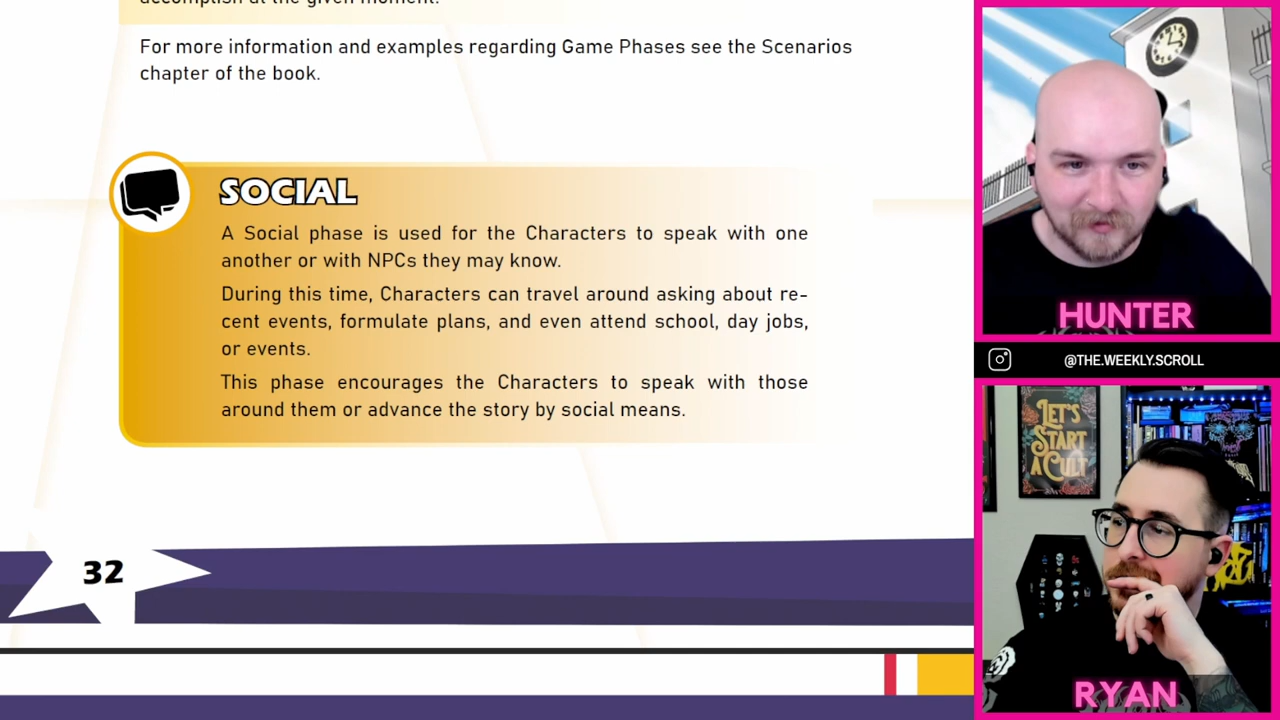 accomplish at the given moment.
For more information and examples regarding Game Phases see the Scenarios
chapter of the book.
SOCIAL
A Social phase is used for the Characters to speak with one
another or with NPCs they may know.
During this time, Characters can travel around asking about re-
cent events, formulate plans, and even attend school, day jobs,
or events.
This phase encourages the Characters to speak with those
around them or advance the story by social means.
32
HUNTER
@THE.WEEKLY.SCROLL
LET'S
START
A CULT
RYAN